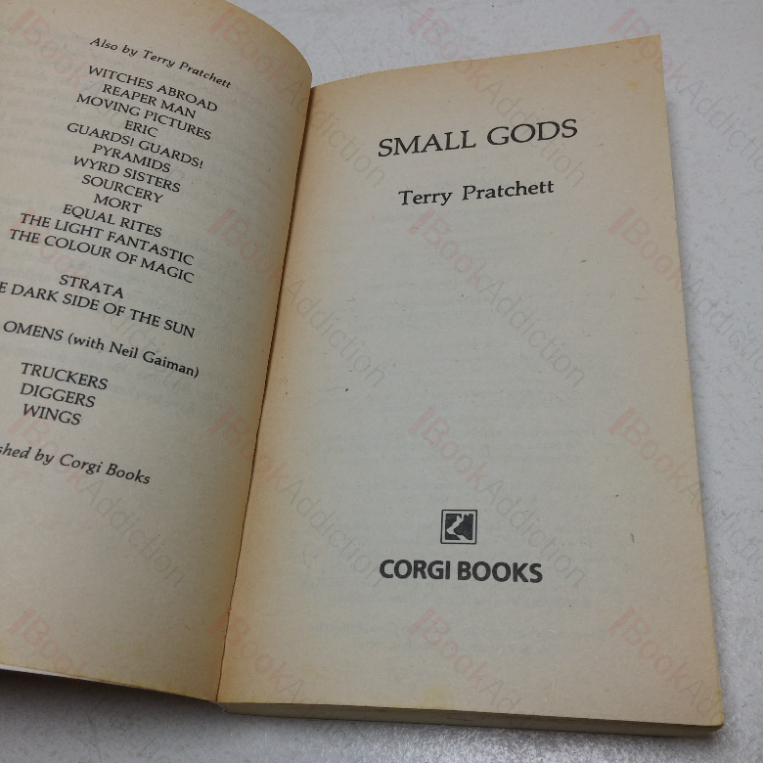 Also by Terry Pratchett
WITCHES ABROAD
REAPER MAN
MOVING PICTURES
ERIC
GUARDS! GUARDS!
PYRAMIDS
WYRD SISTERS
SOURCERY
MORT
EQUAL RITES
THE LIGHT FANTASTIC
THE COLOUR OF MAGIC
STRATA
DARK SIDE OF THE SUN
OMENS (with Neil Gaiman)
TRUCKERS
DIGGERS
WINGS
by Corgi Books
SMALL GODS
Terry Pratchett
CORGI BOOKS
BookAddiction